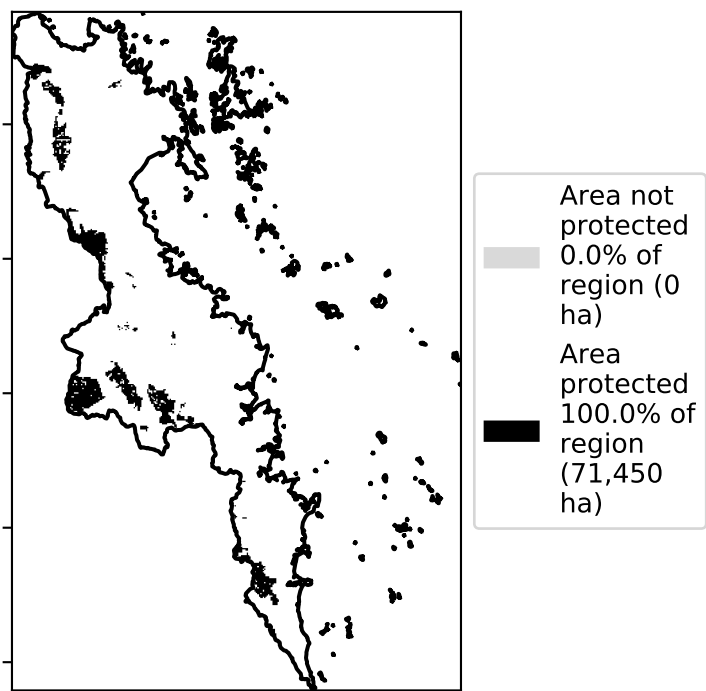 Area not
protected
0.0% of
region (0
ha)
Area
protected
100.0% of
region
(71,450
ha)